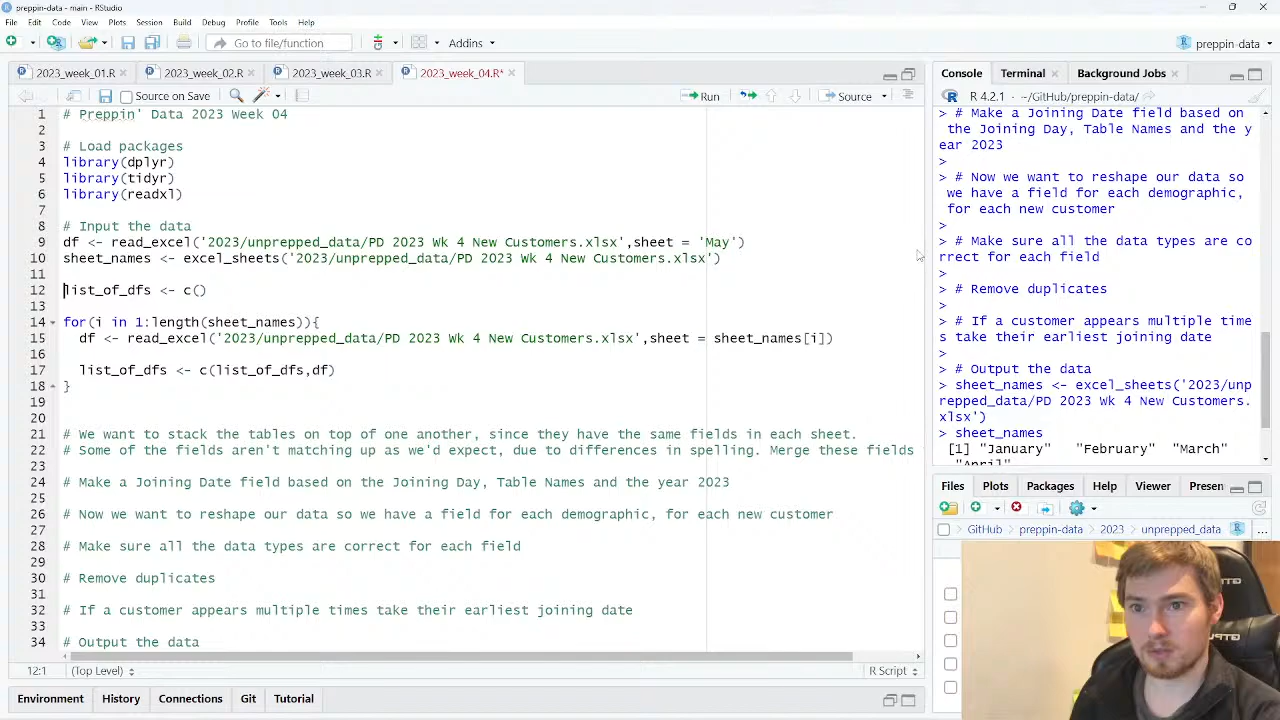 preppin-data - main - RStudio
File Edit Code View Plots Session Build Debug Profile Tools Help
Go to file/function Addins preppin-data
2023_week_01.R 2023_week_02.R 2023_week_03.R 2023_week_04.R*
Source on Save Run Source
1 # Preppin' Data 2023 Week 04
2
3 # Load packages
4 library(dplyr)
5 library(tidyr)
6 library(readxl)
7
8 # Input the data
9 df <- read_excel('2023/unprepped_data/PD 2023 Wk 4 New Customers.xlsx',sheet = 'May')
10 sheet_names <- excel_sheets('2023/unprepped_data/PD 2023 Wk 4 New Customers.xlsx')
11
12 list_of_dfs <- c()
13
14 for(i in 1:length(sheet_names)){
15 df <- read_excel('2023/unprepped_data/PD 2023 Wk 4 New Customers.xlsx',sheet = sheet_names[i])
16
17 list_of_dfs <- c(list_of_dfs,df)
18 }
19
20
21 # We want to stack the tables on top of one another, since they have the same fields in each sheet.
22 # Some of the fields aren't matching up as we'd expect, due to differences in spelling. Merge these fields
23
24 # Make a Joining Date field based on the Joining Day, Table Names and the year 2023
25
26 # Now we want to reshape our data so we have a field for each demographic, for each new customer
27
28 # Make sure all the data types are correct for each field
29
30 # Remove duplicates
31
32 # If a customer appears multiple times take their earliest joining date
33
34 # Output the data
12:1 (Top Level) R Script
Environment History Connections Git Tutorial
Console Terminal Background Jobs
R 4.2.1 · ~/GitHub/preppin-data/
> # Make a Joining Date field based on
the Joining Day, Table Names and the y
ear 2023
>
> # Now we want to reshape our data so
we have a field for each demographic,
for each new customer
>
> # Make sure all the data types are co
rrect for each field
>
> # Remove duplicates
>
> # If a customer appears multiple time
s take their earliest joining date
>
> # Output the data
> sheet_names <- excel_sheets('2023/unp
repped_data/PD 2023 Wk 4 New Customers.
xlsx')
> sheet_names
[1] "January" "February" "March"
"April"
Files Plots Packages Help Viewer Presen
GitHub preppin-data 2023 unprepped_data ...